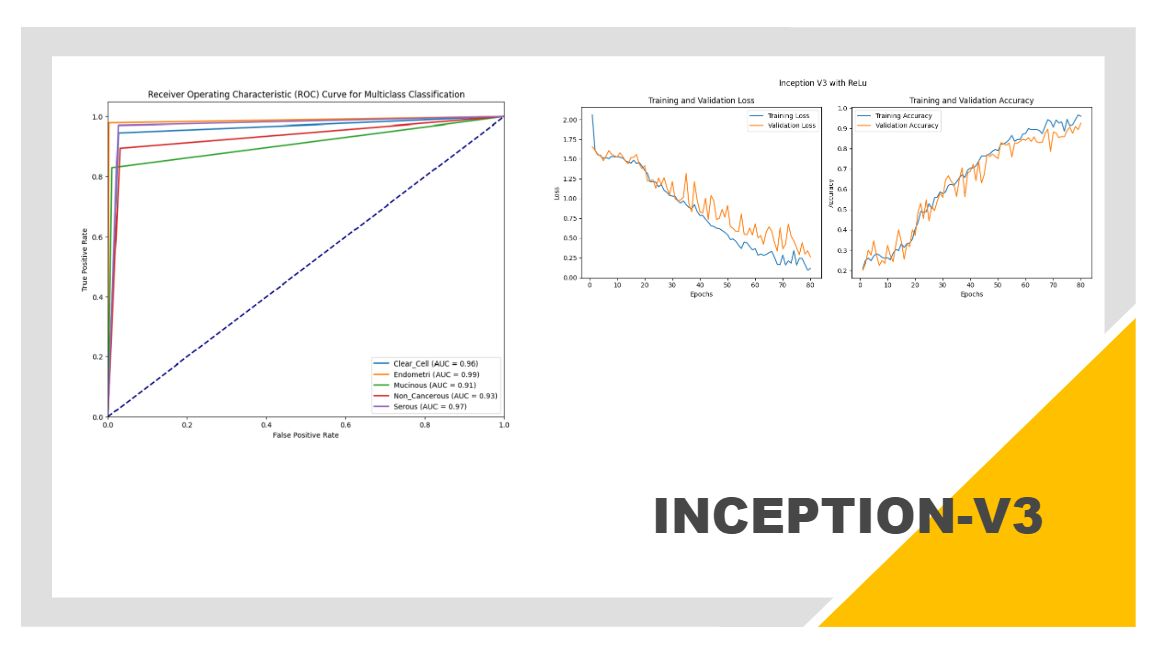 Receiver Operating Characteristic (ROC) Curve for Multiclass Classification
True Positive Rate
1.0
0.8
0.6
0.4
0.2
0.0
0.0 0.2 0.4 0.6 0.8 1.0
False Positive Rate
Clear_Cell (AUC = 0.96)
Endometri (AUC = 0.99)
Mucinous (AUC = 0.91)
Non_Cancerous (AUC = 0.93)
Serous (AUC = 0.97)
Inception V3 with ReLu
Training and Validation Loss
Loss
2.00
1.75
1.50
1.25
1.00
0.75
0.50
0.25
0.00
Training Loss
Validation Loss
0 10 20 30 40 50 60 70 80
Epochs
Training and Validation Accuracy
Accuracy
1.0
0.9
0.8
0.7
0.6
0.5
0.4
0.3
0.2
Training Accuracy
Validation Accuracy
0 10 20 30 40 50 60 70 80
Epochs
INCEPTION-V3